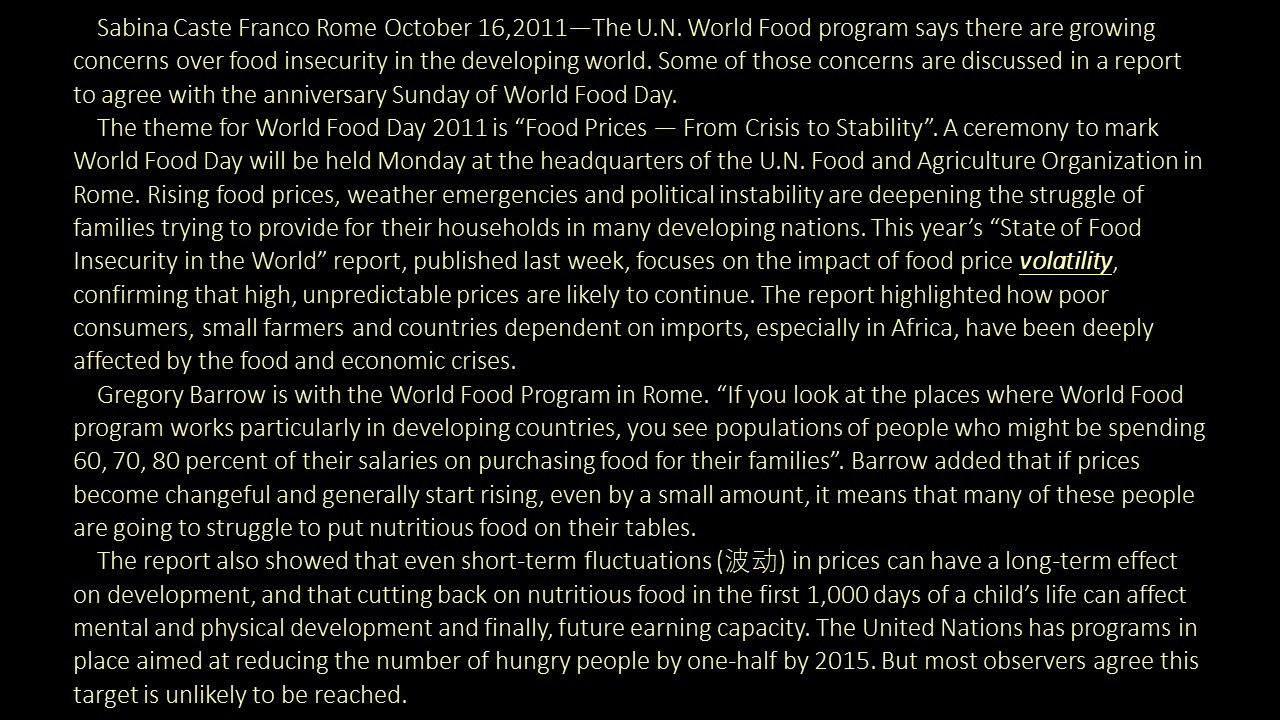 Sabina Caste Franco Rome October 16,2011—The U.N. World Food program says there are growing
concerns over food insecurity in the developing world. Some of those concerns are discussed in a report
to agree with the anniversary Sunday of World Food Day.
The theme for World Food Day 2011 is “Food Prices — From Crisis to Stability”. A ceremony to mark
World Food Day will be held Monday at the headquarters of the U.N. Food and Agriculture Organization in
Rome. Rising food prices, weather emergencies and political instability are deepening the struggle of
families trying to provide for their households in many developing nations. This year’s “State of Food
Insecurity in the World” report, published last week, focuses on the impact of food price volatility,
confirming that high, unpredictable prices are likely to continue. The report highlighted how poor
consumers, small farmers and countries dependent on imports, especially in Africa, have been deeply
affected by the food and economic crises.
Gregory Barrow is with the World Food Program in Rome. “If you look at the places where World Food
program works particularly in developing countries, you see populations of people who might be spending
60, 70, 80 percent of their salaries on purchasing food for their families”. Barrow added that if prices
become changeful and generally start rising, even by a small amount, it means that many of these people
are going to struggle to put nutritious food on their tables.
The report also showed that even short-term fluctuations (波动) in prices can have a long-term effect
on development, and that cutting back on nutritious food in the first 1,000 days of a child’s life can affect
mental and physical development and finally, future earning capacity. The United Nations has programs in
place aimed at reducing the number of hungry people by one-half by 2015. But most observers agree this
target is unlikely to be reached.